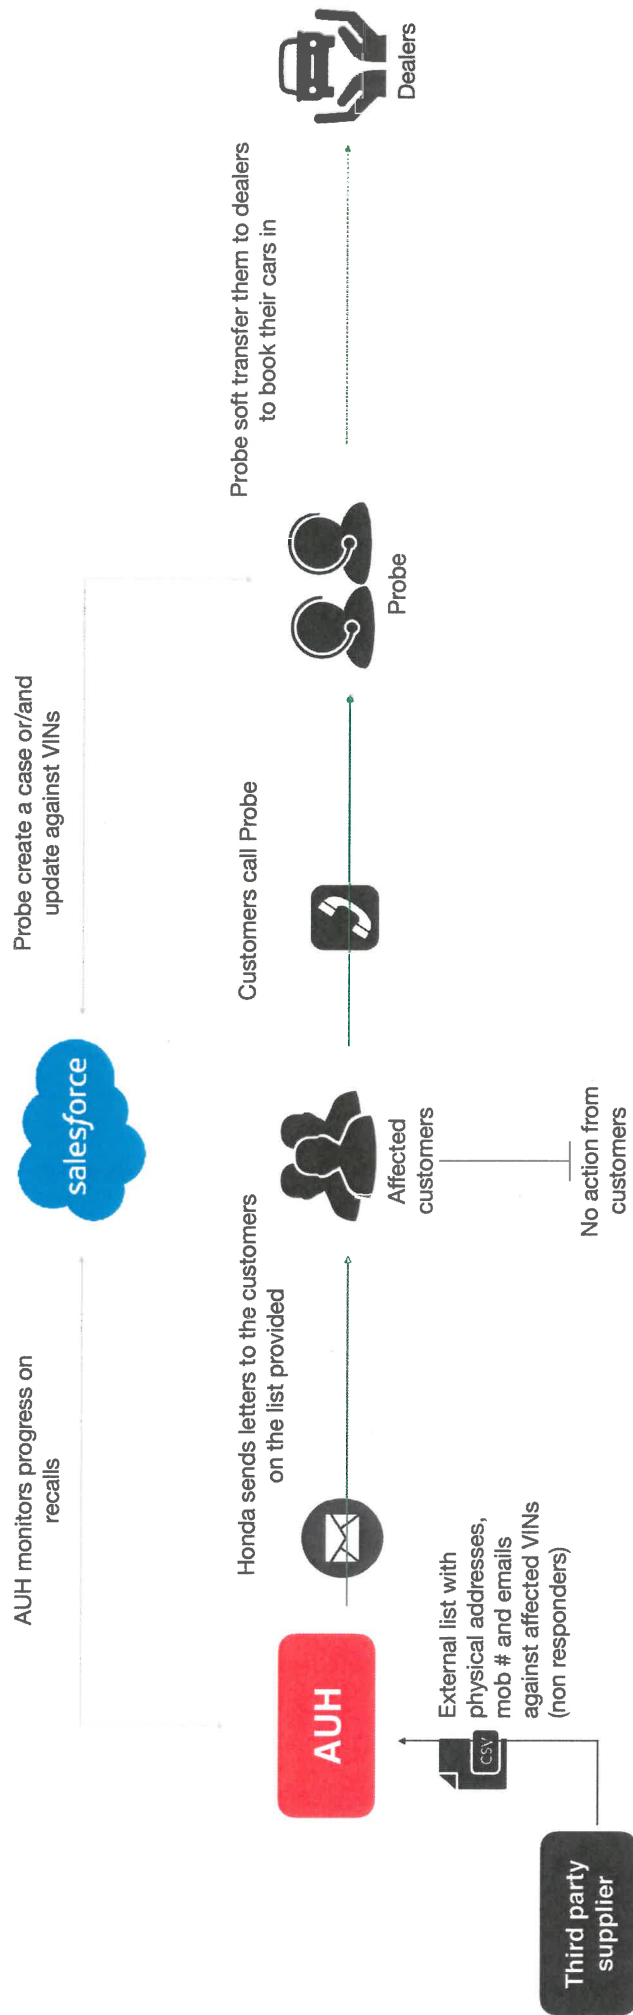 AUH monitors progress on
recalls
salesforce
Probe create a case or/and
update against VINs
Honda sends letters to the customers
on the list provided
Customers call Probe
Probe soft transfer them to dealers
to book their cars in
AUH
Affected
customers
Probe
Dealers
External list with
physical addresses,
mob # and emails
against affected VINs
(non responders)
CSV
No action from
customers
Third party
supplier